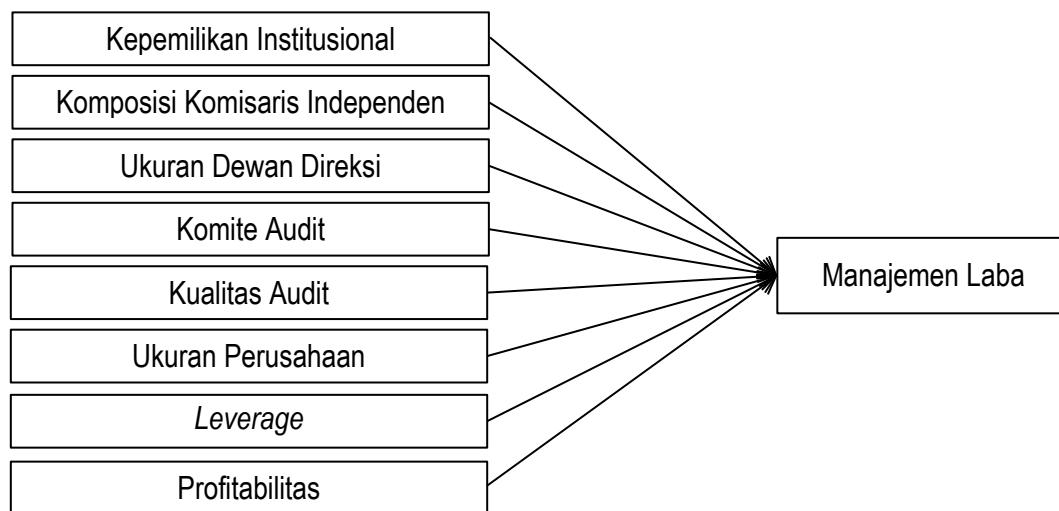 Kepemilikan Institusional
Komposisi Komisaris Independen
Ukuran Dewan Direksi
Komite Audit
Kualitas Audit
Ukuran Perusahaan
Leverage
Profitabilitas
Manajemen Laba